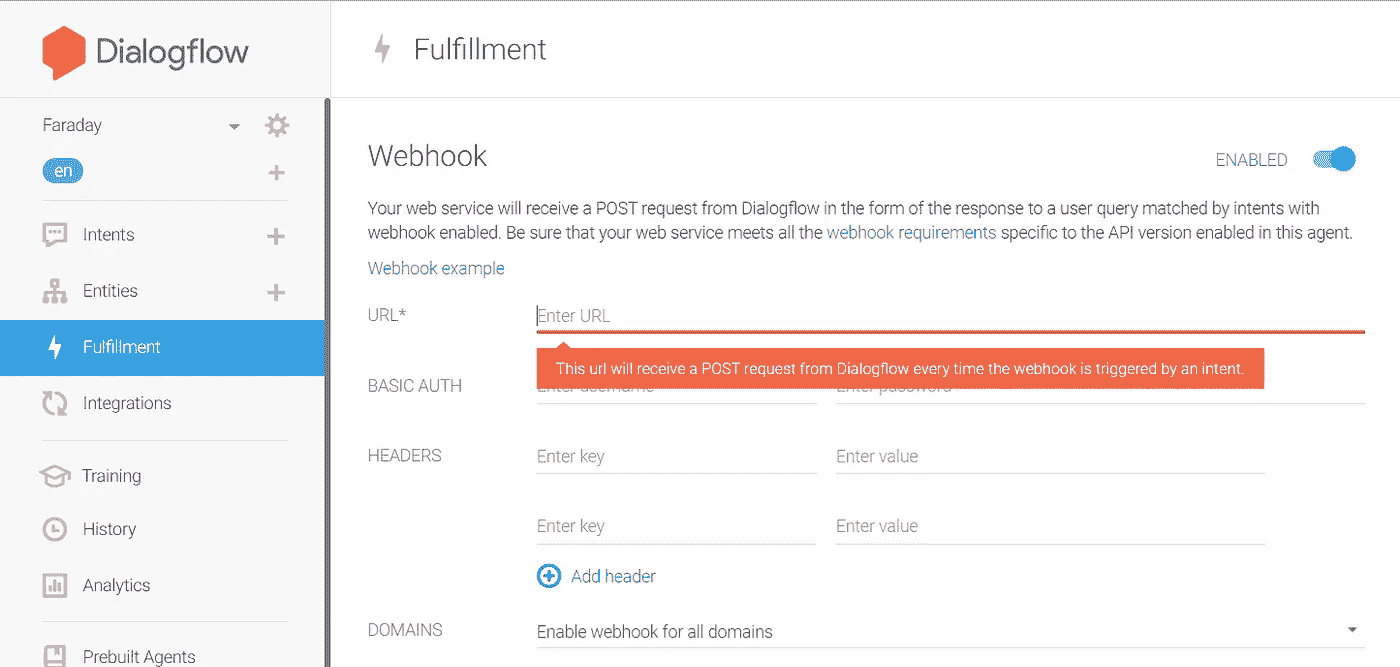 Dialogflow
Fulfillment
Faraday
en
Intents
Entities
Fulfillment
Integrations
Training
History
Analytics
Prebuilt Agents
Webhook
ENABLED
Your web service will receive a POST request from Dialogflow in the form of the response to a user query matched by intents with
webhook enabled. Be sure that your web service meets all the webhook requirements specific to the API version enabled in this agent.
Webhook example
URL*
Enter URL
This url will receive a POST request from Dialogflow every time the webhook is triggered by an intent.
BASIC AUTH
Enter username
Enter password
HEADERS
Enter key
Enter value
Enter key
Enter value
Add header
DOMAINS
Enable webhook for all domains